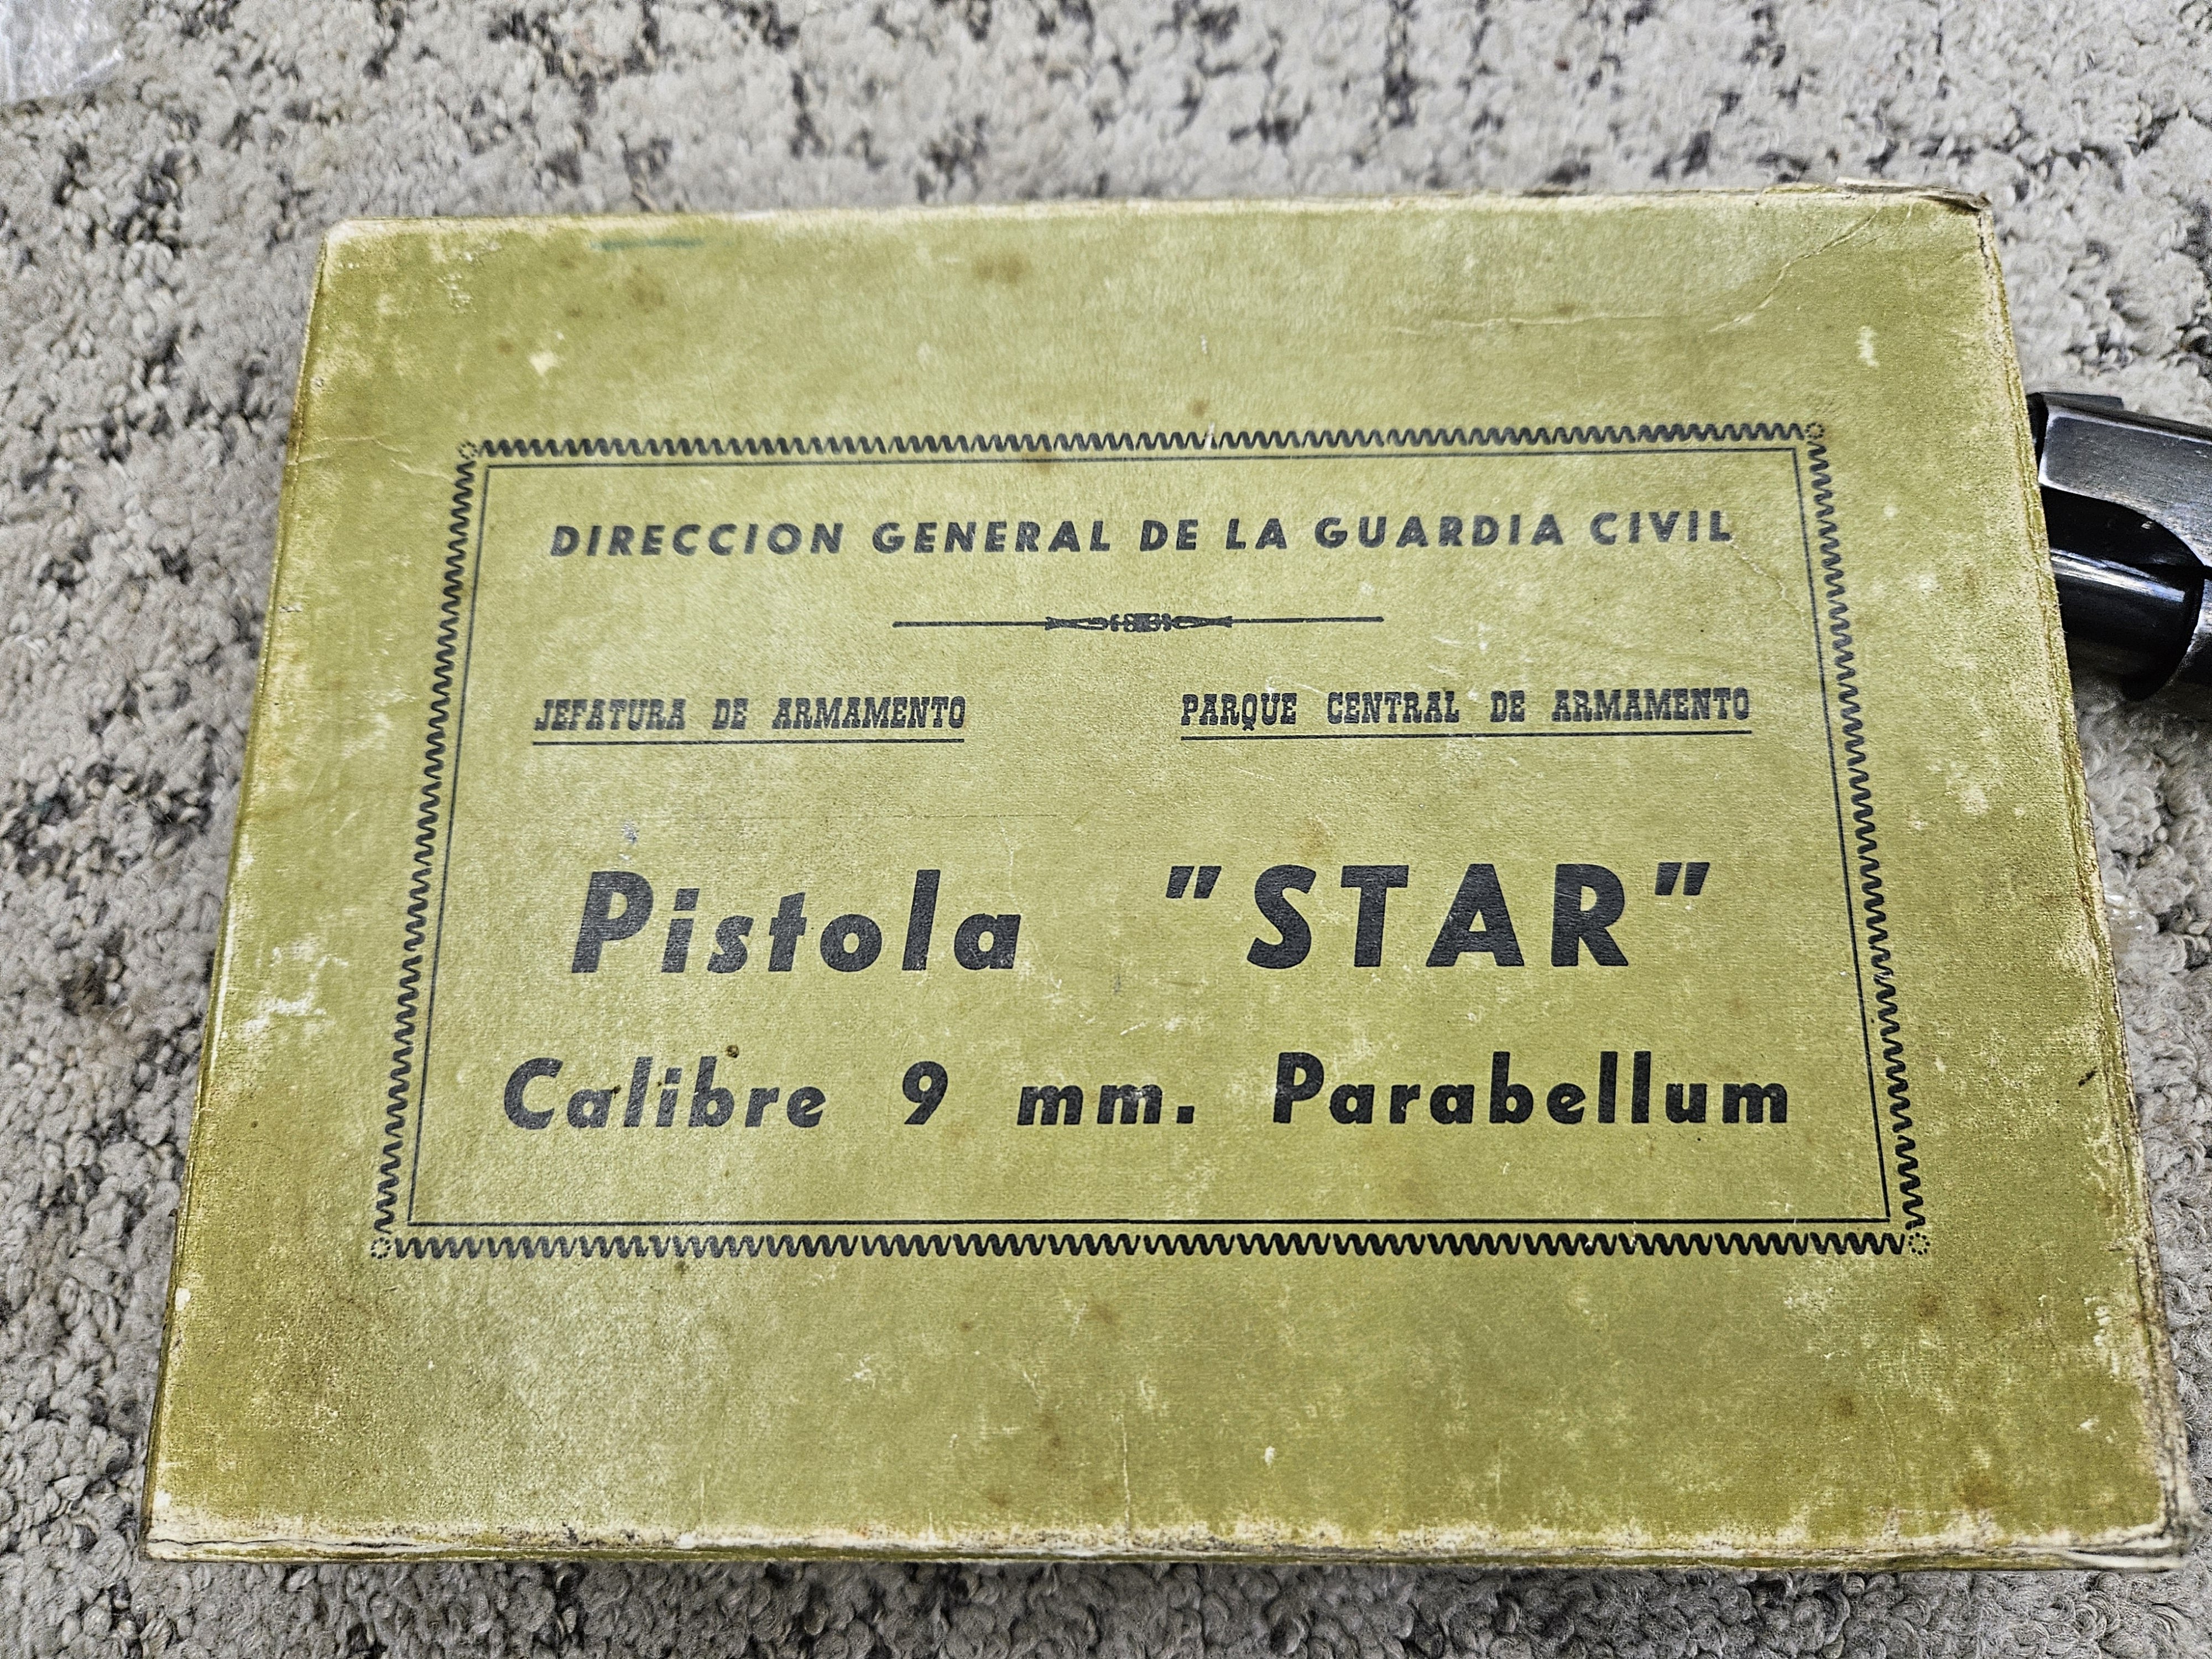 DIRECCION GENERAL DE LA GUARDIA CIVIL
JEFATURA DE ARMAMENTO PARQUE CENTRAL DE ARMAMENTO
Pistola "STAR"
Calibre 9 mm. Parabellum